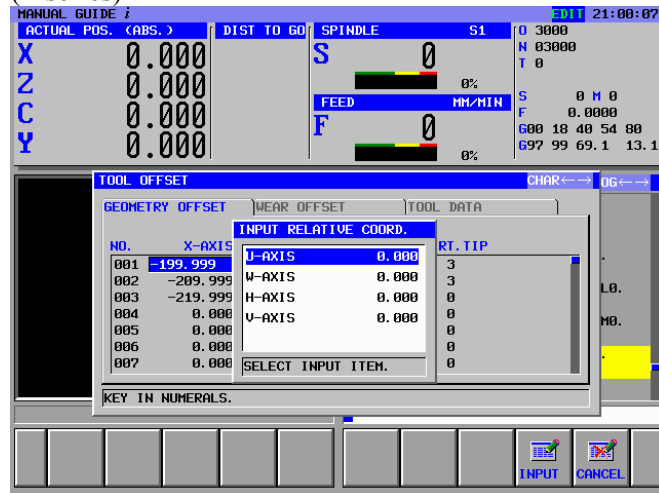 MANUAL GUIDE i EDIT 21:00:07
ACTUAL POS. (ABS.) DIST TO GO SPINDLE S1 O 3000
X 0.000 S 0 N 03000
T 0
Z 0.000 0% S 0 M 0
FEED MM/MIN F 0.0000
C 0.000 F 0 G00 18 40 54 80
Y 0.000 0% G97 99 69.1 13.1
TOOL OFFSET CHAR←→ OG←→
GEOMETRY OFFSET WEAR OFFSET TOOL DATA
INPUT RELATIVE COORD.
NO. X-AXIS RT.TIP
U-AXIS 0.000
001 -199.999 3
W-AXIS 0.000
002 -209.999 3
H-AXIS 0.000
003 -219.999 0
V-AXIS 0.000
004 0.000 0
005 0.000 0
006 0.000 0
007 0.000 0
SELECT INPUT ITEM.
L0.
M0.
KEY IN NUMERALS.
INPUT CANCEL